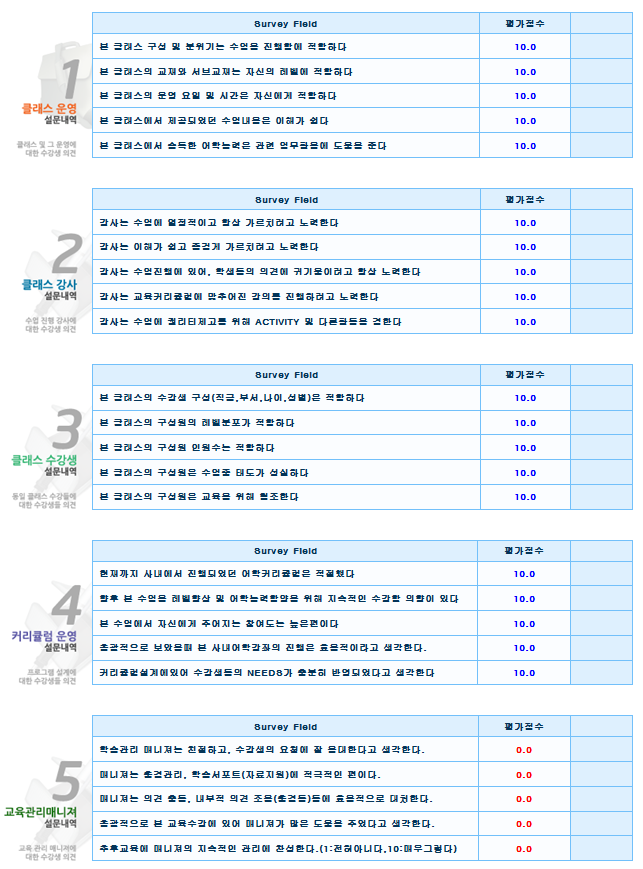 1
클래스 운영
설문내역
클래스 및 그 운영에
대한 수강생 의견
Survey Field 평가점수
본 클래스 구성 및 분위기는 수업을 진행함에 적합하다 10.0
본 클래스의 교재와 서브교재는 자신의 레벨에 적합하다 10.0
본 클래스의 운영 요일 및 시간은 자신에게 적합하다 10.0
본 클래스에서 제공되었던 수업내용은 이해가 쉽다 10.0
본 클래스에서 습득한 어학능력은 관련 업무활용에 도움을 준다 10.0
2
클래스 강사
설문내역
수업 진행 강사에
대한 수강생 의견
Survey Field 평가점수
강사는 수업에 열정적이고 항상 가르치려고 노력한다 10.0
강사는 이해가 쉽고 즐겁게 가르치려고 노력한다 10.0
강사는 수업진행에 있어, 학생들의 의견에 귀기울이려고 항상 노력한다 10.0
강사는 교육커리큘럼에 맞추어진 강의를 진행하려고 노력한다 10.0
강사는 수업에 퀄리티제고를 위해 ACTIVITY 및 다른활동을 겸한다 10.0
3
클래스 수강생
설문내역
동일 클래스 수강들에
대한 수강생들 의견
Survey Field 평가점수
본 클래스의 수강생 구성(직급,부서,나이,성별)은 적합하다 10.0
본 클래스의 구성원의 레벨분포가 적합하다 10.0
본 클래스의 구성원 인원수는 적합하다 10.0
본 클래스의 구성원은 수업중 태도가 성실하다 10.0
본 클래스의 구성원은 교육을 위해 협조한다 10.0
4
커리큘럼 운영
설문내역
프로그램 설계에
대한 수강생들 의견
Survey Field 평가점수
현재까지 사내에서 진행되었던 어학커리큘럼은 적절했다 10.0
향후 본 수업을 레벨향상 및 어학능력함양을 위해 지속적인 수강할 의향이 있다 10.0
본 수업에서 자신에게 주어지는 참여도는 높은편이다 10.0
총괄적으로 보았을때 본 사내어학강좌의 진행은 효율적이라고 생각한다. 10.0
커리큘럼설계에있어 수강생들의 NEEDS가 충분히 반영되었다고 생각한다 10.0
5
교육관리매니져
설문내역
교육 관리 매니져에
대한 수강생들 의견
Survey Field 평가점수
학습관리 매니져는 친절하고, 수강생의 요청에 잘 응대한다고 생각한다. 0.0
매니져는 출결관리, 학습서포트(자료지원)에 적극적인 편이다. 0.0
매니져는 의견 충돌, 내부적 의견 조율(출결등)등에 효율적으로 대처한다. 0.0
총괄적으로 본 교육수강에 있어 매니져가 많은 도움을 주었다고 생각한다. 0.0
추후교육에 매니져의 지속적인 관리에 찬성한다.(1:전혀아니다,10:매우그렇다) 0.0